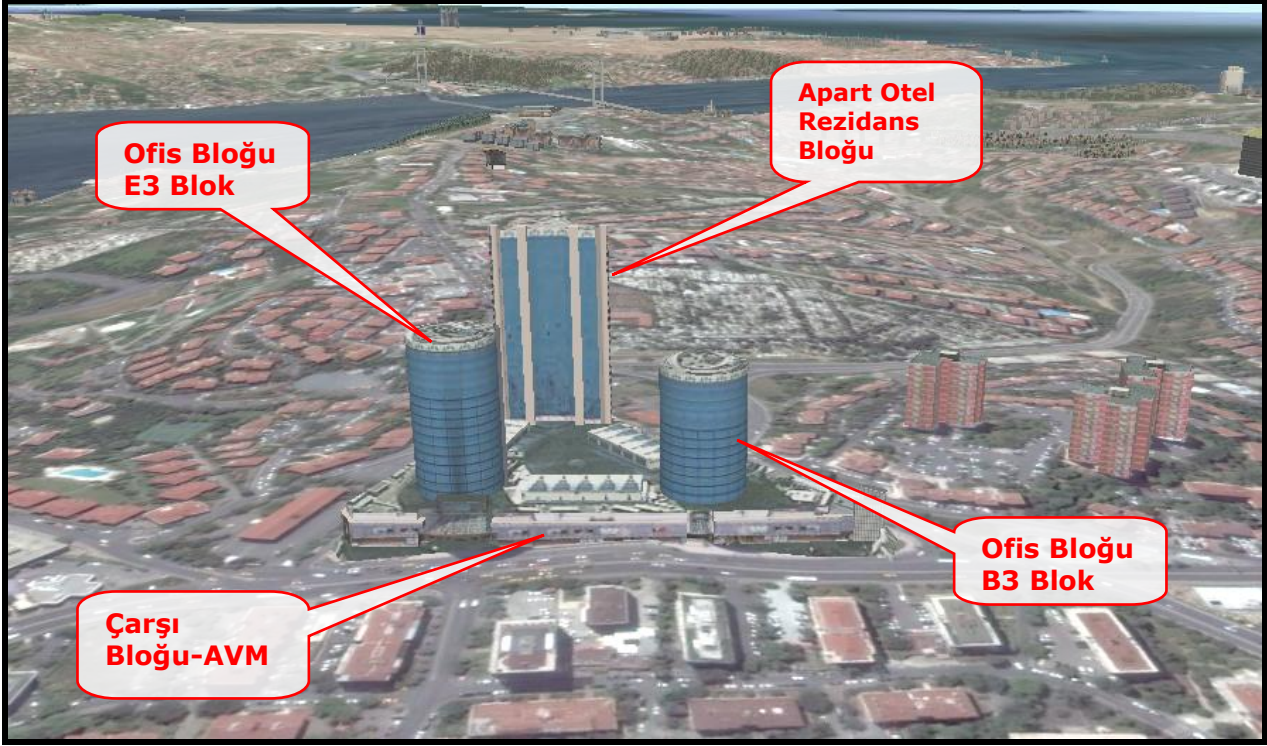 Apart Otel
Rezidans
Bloğu
Ofis Bloğu
E3 Blok
Ofis Bloğu
B3 Blok
Çarşı
Bloğu-AVM